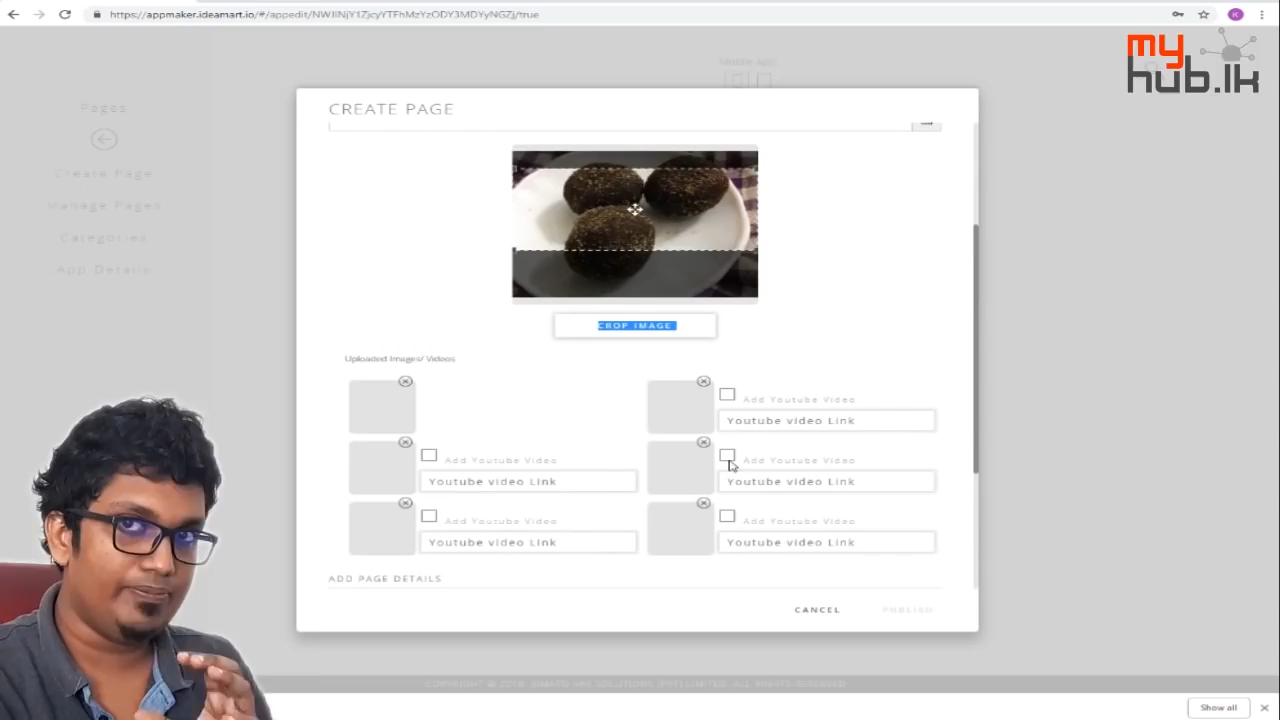 https://appmaker.ideamart.io/#/appedit/NWJlNjY1ZjcyYTFhMzYzODY3MDYyNGZj/true
K
my
hub.lk
Mobile App
Pages
Create Page
Manage Pages
Categories
App Details
CREATE PAGE
CROP IMAGE
Uploaded Images/ Videos
Add Youtube Video
Youtube video Link
Add Youtube Video
Youtube video Link
Add Youtube Video
Youtube video Link
Add Youtube Video
Youtube video Link
Add Youtube Video
Youtube video Link
ADD PAGE DETAILS
CANCEL
PUBLISH
Show all